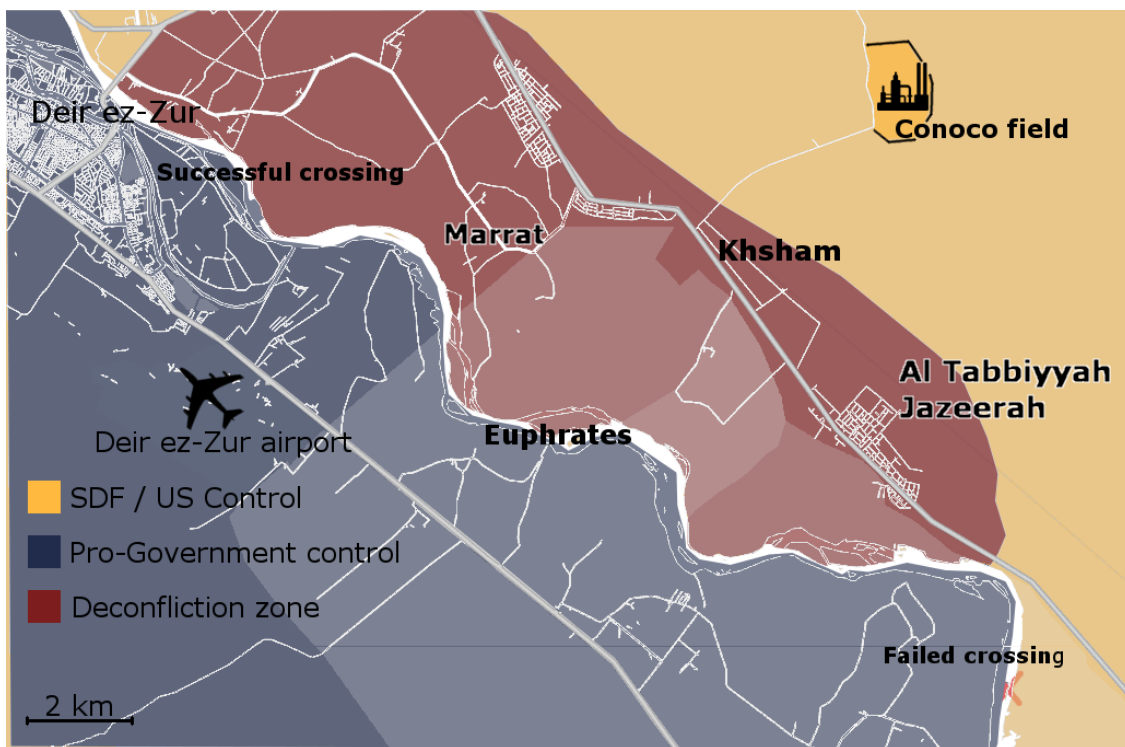 Deir ez-Zur
Conoco field
Successful crossing
Marrat
Khsham
Al Tabbiyyah
Jazeerah
Euphrates
Deir ez-Zur airport
SDF / US Control
Pro-Government control
Deconfliction zone
Failed crossing
2 km